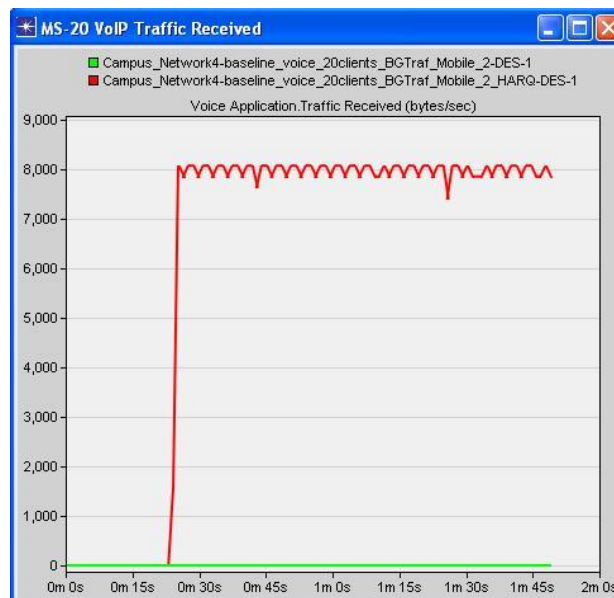 MS-20 VoIP Traffic Received
Campus_Network4-baseline_voice_20clients_BGTraf_Mobile_2-DES-1
Campus_Network4-baseline_voice_20clients_BGTraf_Mobile_2_HARQ-DES-1
Voice Application.Traffic Received (bytes/sec)
9,000
8,000
7,000
6,000
5,000
4,000
3,000
2,000
1,000
0
0m 0s 0m 15s 0m 30s 0m 45s 1m 0s 1m 15s 1m 30s 1m 45s 2m 0s